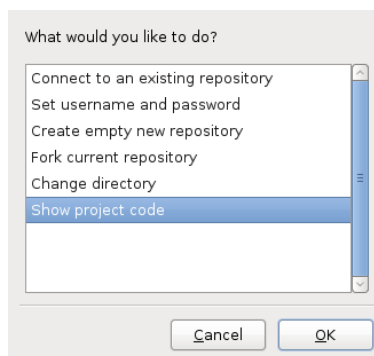 What would you like to do?
Connect to an existing repository
Set username and password
Create empty new repository
Fork current repository
Change directory
Show project code
Cancel
OK